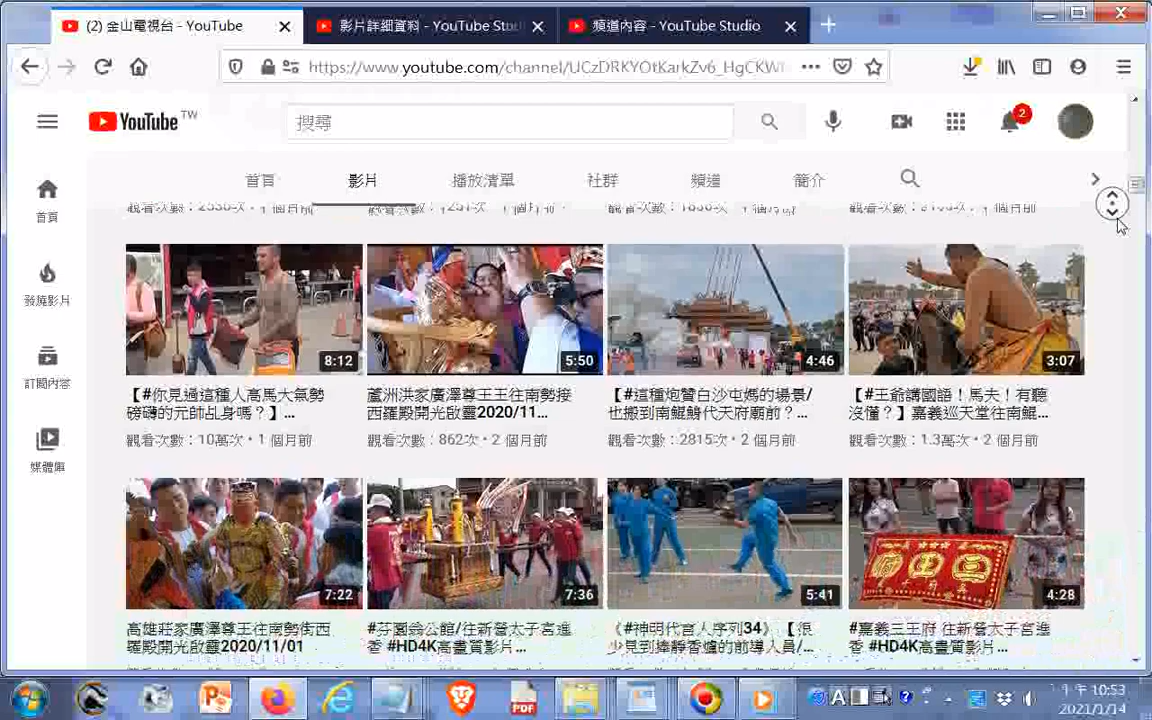 (2) 金山電視台 - YouTube
影片詳細資料 - YouTube Stu
頻道內容 - YouTube Studio
https://www.youtube.com/channel/UCzDRKYOtKarkZv6_HgCKW
YouTube TW
搜尋
2
首頁
影片
播放清單
社群
頻道
簡介
首頁
發燒影片
訂閱內容
媒體庫
8:12
5:50
4:46
3:07
【#你見過這種人高馬大氣勢
磅礡的元帥乩身嗎？】...
觀看次數：10萬次 • 1 個月前
蘆洲洪家廣澤尊王往南勢接
西羅殿開光啟靈2020/11...
觀看次數：862次 • 2 個月前
【#這種炮贊白沙屯媽的場景/
也搬到南鯤鯓代天府廟前？...
觀看次數：2815次 • 2 個月前
【#王爺講國語！馬夫！有聽
沒懂？】嘉義巡天堂往南鯤...
觀看次數：1.3萬次 • 2 個月前
7:22
7:36
5:41
4:28
高雄莊家廣澤尊王往南勢街西
羅殿開光啟靈2020/11/01
#芬園翁公館/往新營太子宮進
香 #HD4K高畫質影片...
《#神明代言人序列34》【很
少見到捧靜香爐的前導人員/...
#嘉義三王府 往新營太子宮進
香 #HD4K高畫質影片...
上午 10:53
2021/1/14